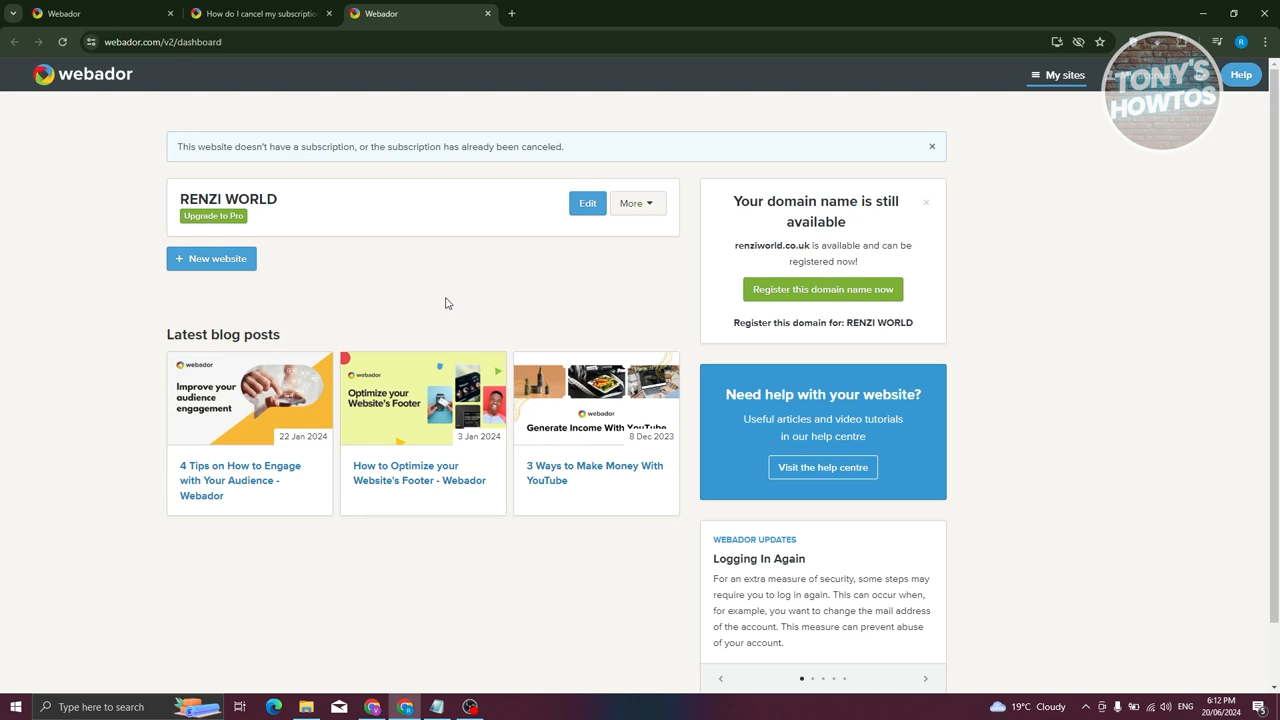 Webador
How do I cancel my subscriptio
Webador
webador.com/v2/dashboard
webador
My sites
My account
Help
TONY'S
HOWTOS
This website doesn't have a subscription, or the subscription has already been canceled.
RENZI WORLD
Upgrade to Pro
Edit
More
+ New website
Your domain name is still
available
renziworld.co.uk is available and can be
registered now!
Register this domain name now
Register this domain for: RENZI WORLD
Latest blog posts
webador
Improve your
audience
engagement
22 Jan 2024
4 Tips on How to Engage
with Your Audience -
Webador
webador
Optimize your
Website's Footer
3 Jan 2024
How to Optimize your
Website's Footer - Webador
webador
Generate Income With YouTube
8 Dec 2023
3 Ways to Make Money With
YouTube
Need help with your website?
Useful articles and video tutorials
in our help centre
Visit the help centre
WEBADOR UPDATES
Logging In Again
For an extra measure of security, some steps may
require you to log in again. This can occur when,
for example, you want to change the mail address
of the account. This measure can prevent abuse
of your account.
Type here to search
19°C Cloudy
ENG
6:12 PM
20/06/2024